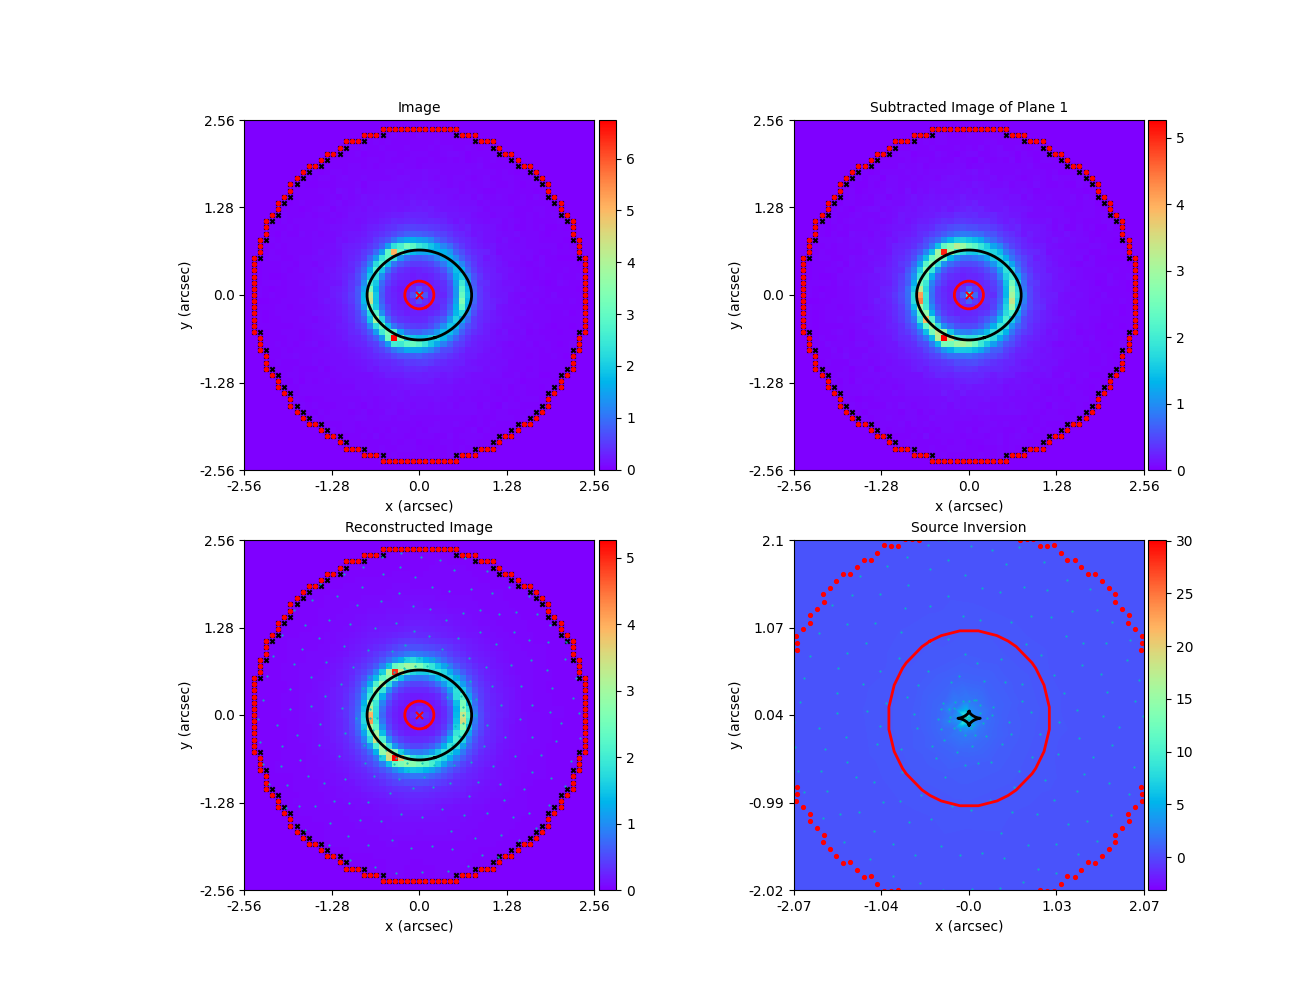 Image
2.56
1.28
0.0
-1.28
-2.56
y (arcsec)
-2.56 -1.28 0.0 1.28 2.56
x (arcsec)
6
5
4
3
2
1
0
Subtracted Image of Plane 1
2.56
1.28
0.0
-1.28
-2.56
y (arcsec)
-2.56 -1.28 0.0 1.28 2.56
x (arcsec)
5
4
3
2
1
0
Reconstructed Image
2.56
1.28
0.0
-1.28
-2.56
y (arcsec)
-2.56 -1.28 0.0 1.28 2.56
x (arcsec)
5
4
3
2
1
0
Source Inversion
2.1
1.07
0.04
-0.99
-2.02
y (arcsec)
-2.07 -1.04 -0.0 1.03 2.07
x (arcsec)
30
25
20
15
10
5
0